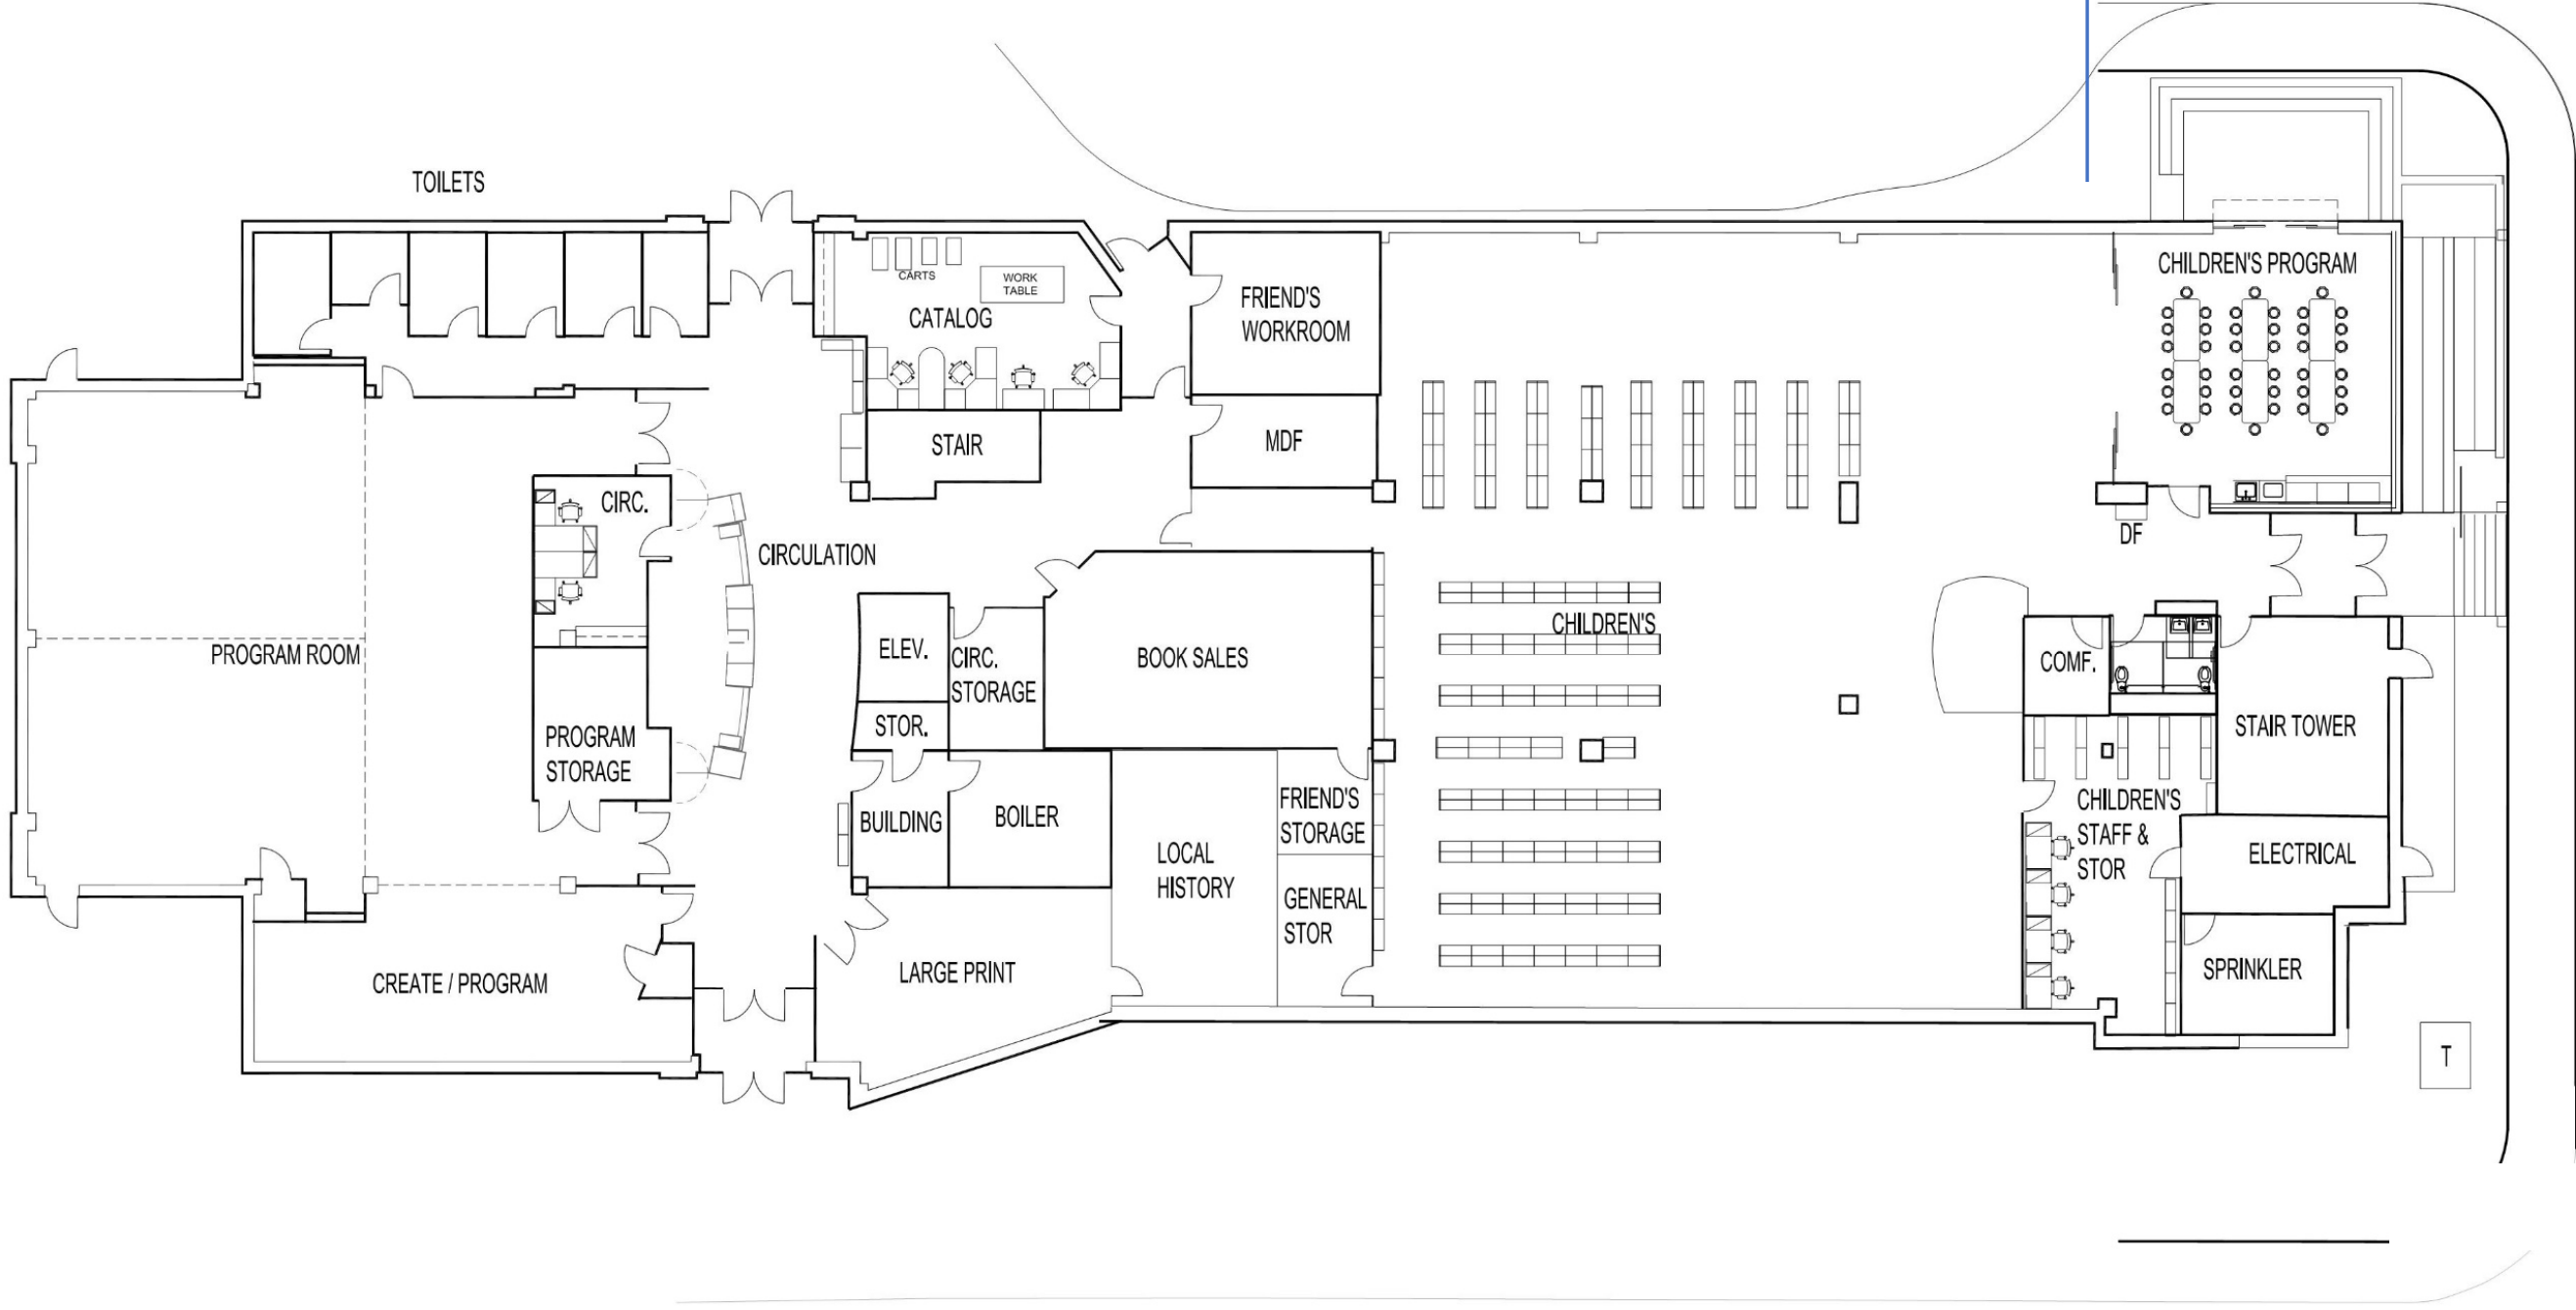 TOILETS
CARTS
WORK
TABLE
CATALOG
FRIEND'S
WORKROOM
CHILDREN'S PROGRAM
STAIR
MDF
CIRC.
CIRCULATION
DF
PROGRAM ROOM
ELEV.
CIRC.
STORAGE
BOOK SALES
CHILDREN'S
COMF.
STOR.
PROGRAM
STORAGE
STAIR TOWER
BUILDING
BOILER
FRIEND'S
STORAGE
CHILDREN'S
STAFF &
STOR
LOCAL
HISTORY
ELECTRICAL
GENERAL
STOR
CREATE / PROGRAM
LARGE PRINT
SPRINKLER
T